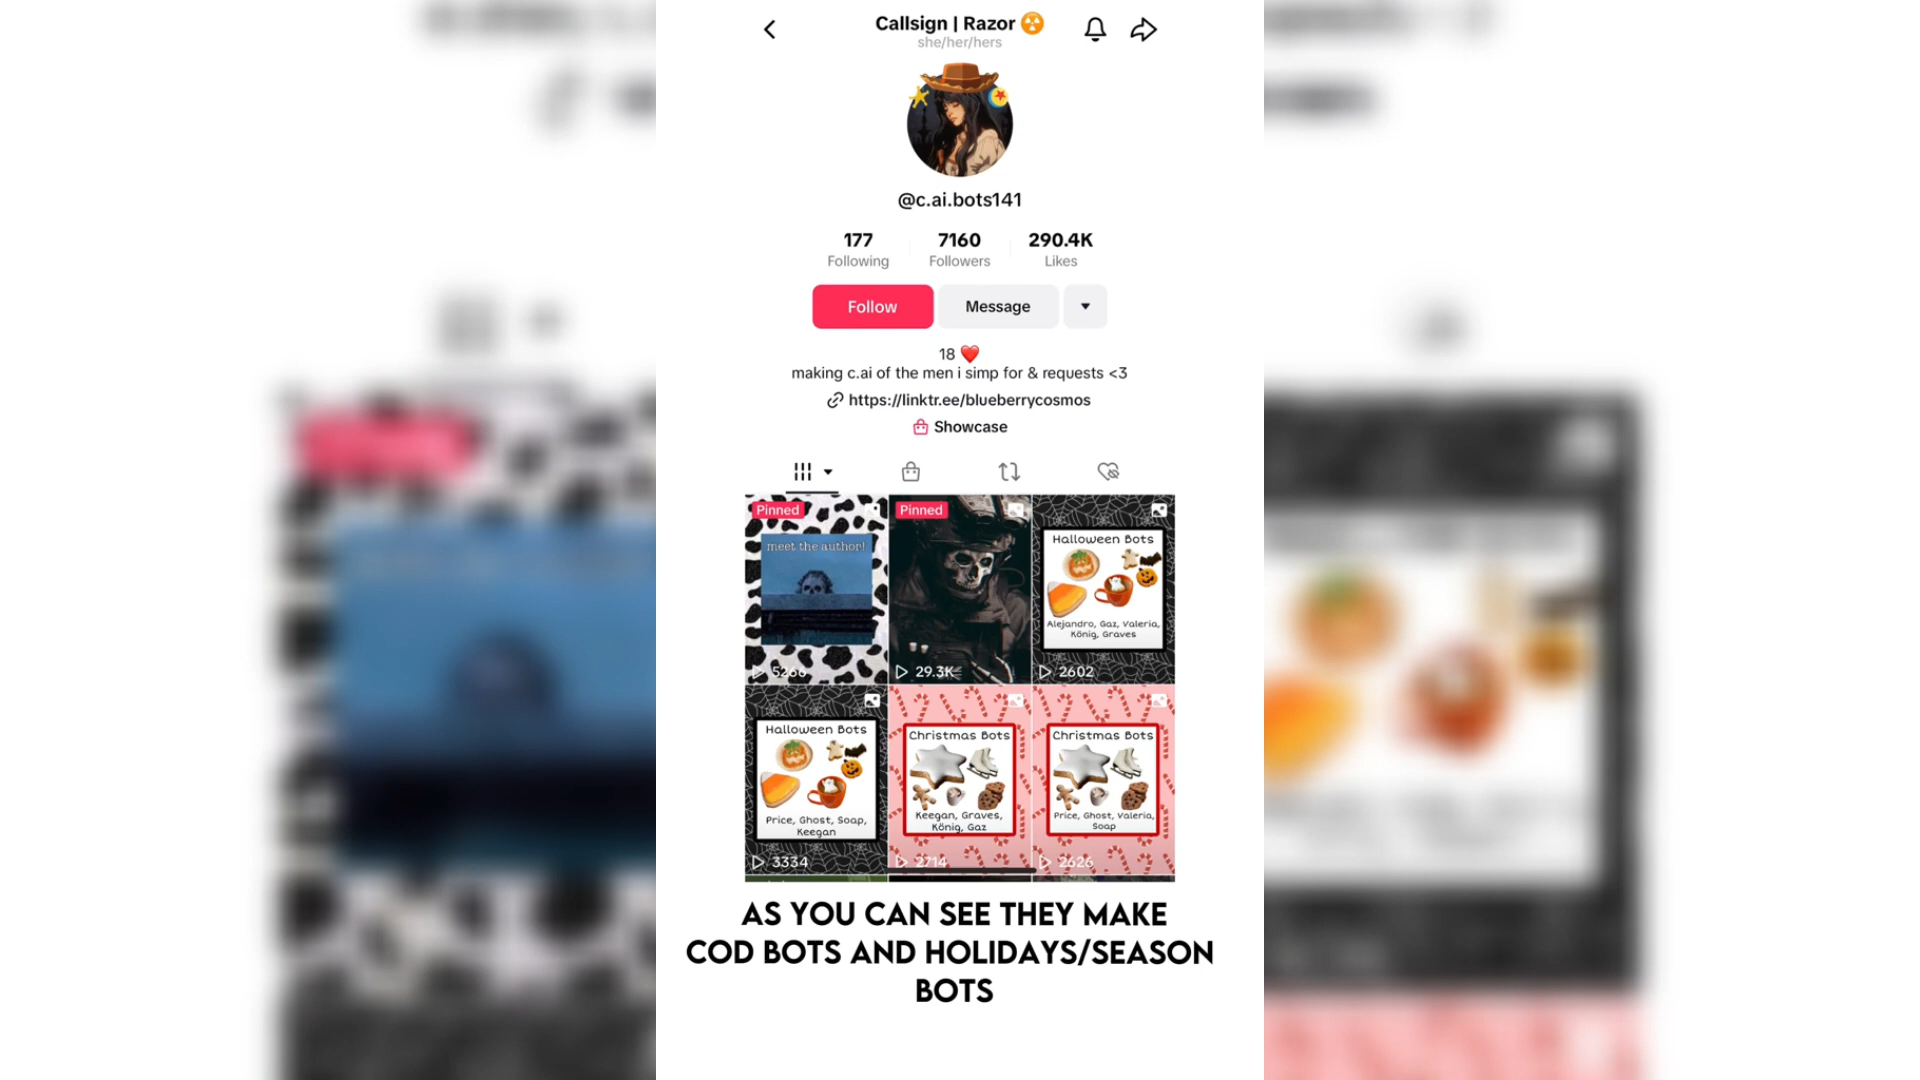 Callsign | Razor ☢️
she/her/hers
@c.ai.bots141
177 7160 290.4K
Following Followers Likes
Follow Message
18 ❤️
making c.ai of the men i simp for & requests <3
https://linktr.ee/blueberrycosmos
Showcase
Pinned
meet the author!
5266
Pinned
29.3K
Halloween Bots
Alejandro, Gaz, Valeria,
König, Graves
2602
Halloween Bots
Price, Ghost, Soap,
Keegan
3334
Christmas Bots
Keegan, Graves,
König, Gaz
2714
Christmas Bots
Price, Ghost, Valeria,
Soap
2626
AS YOU CAN SEE THEY MAKE
COD BOTS AND HOLIDAYS/SEASON
BOTS